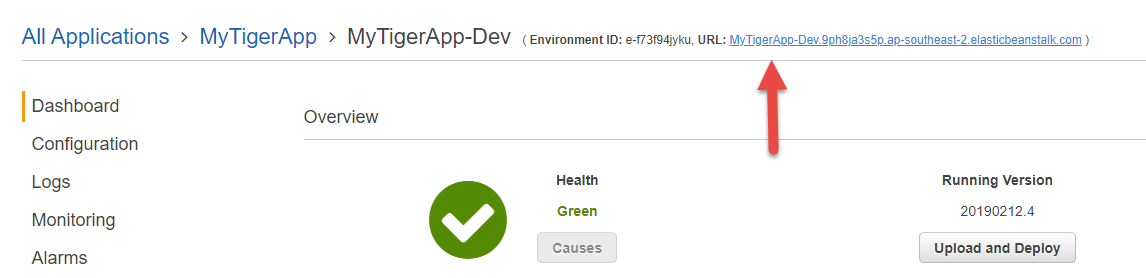 All Applications > MyTigerApp > MyTigerApp-Dev ( Environment ID: e-f73f94jyku, URL: MyTigerApp-Dev.9ph8ja3s5p.ap-southeast-2.elasticbeanstalk.com )
Dashboard
Configuration
Logs
Monitoring
Alarms
Overview
Health
Green
Causes
Running Version
20190212.4
Upload and Deploy